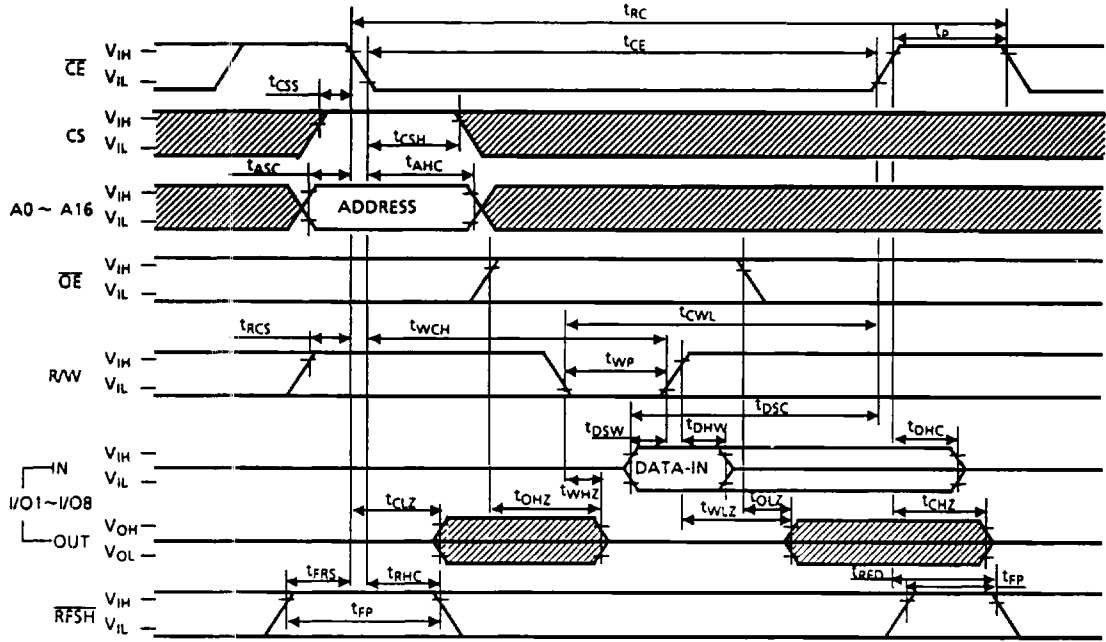 tRC
tCE
tP
CE VIH
VIL
tCSS
CS VIH
VIL
tCSH
tASC tAHC
A0 ~ A16 VIH
VIL
ADDRESS
OE VIH
VIL
tRCS tWCH tCWL
R/W VIH
VIL
tWP
tDSC
tDSW tDHW tDHC
IN VIH
VIL
DATA-IN
I/O1~I/O8
tWHZ
tCLZ tOHZ tWLZ tOLZ tCHZ
OUT VOH
VOL
tFRS tRHC tRFD
tFP tFP
RFSH VIH
VIL